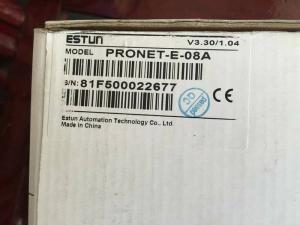 ESTUN V3.30/1.04
MODEL PRONET-E-08A
S/N: 81F500022677
CE
Estun Automation Technology Co., Ltd.
Made in China